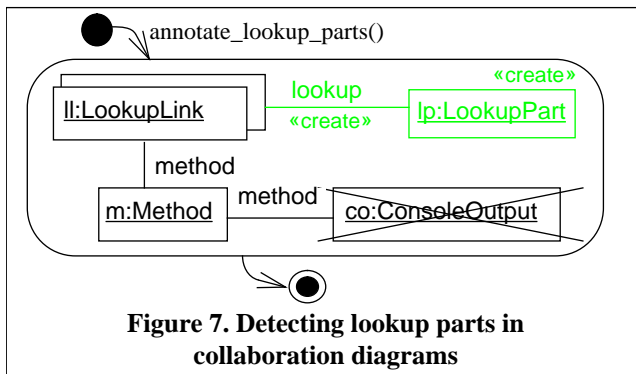 annotate_lookup_parts()
«create»
lookup
ll:LookupLink
«create»
lp:LookupPart
method
method
m:Method
co:ConsoleOutput
Figure 7. Detecting lookup parts in
collaboration diagrams